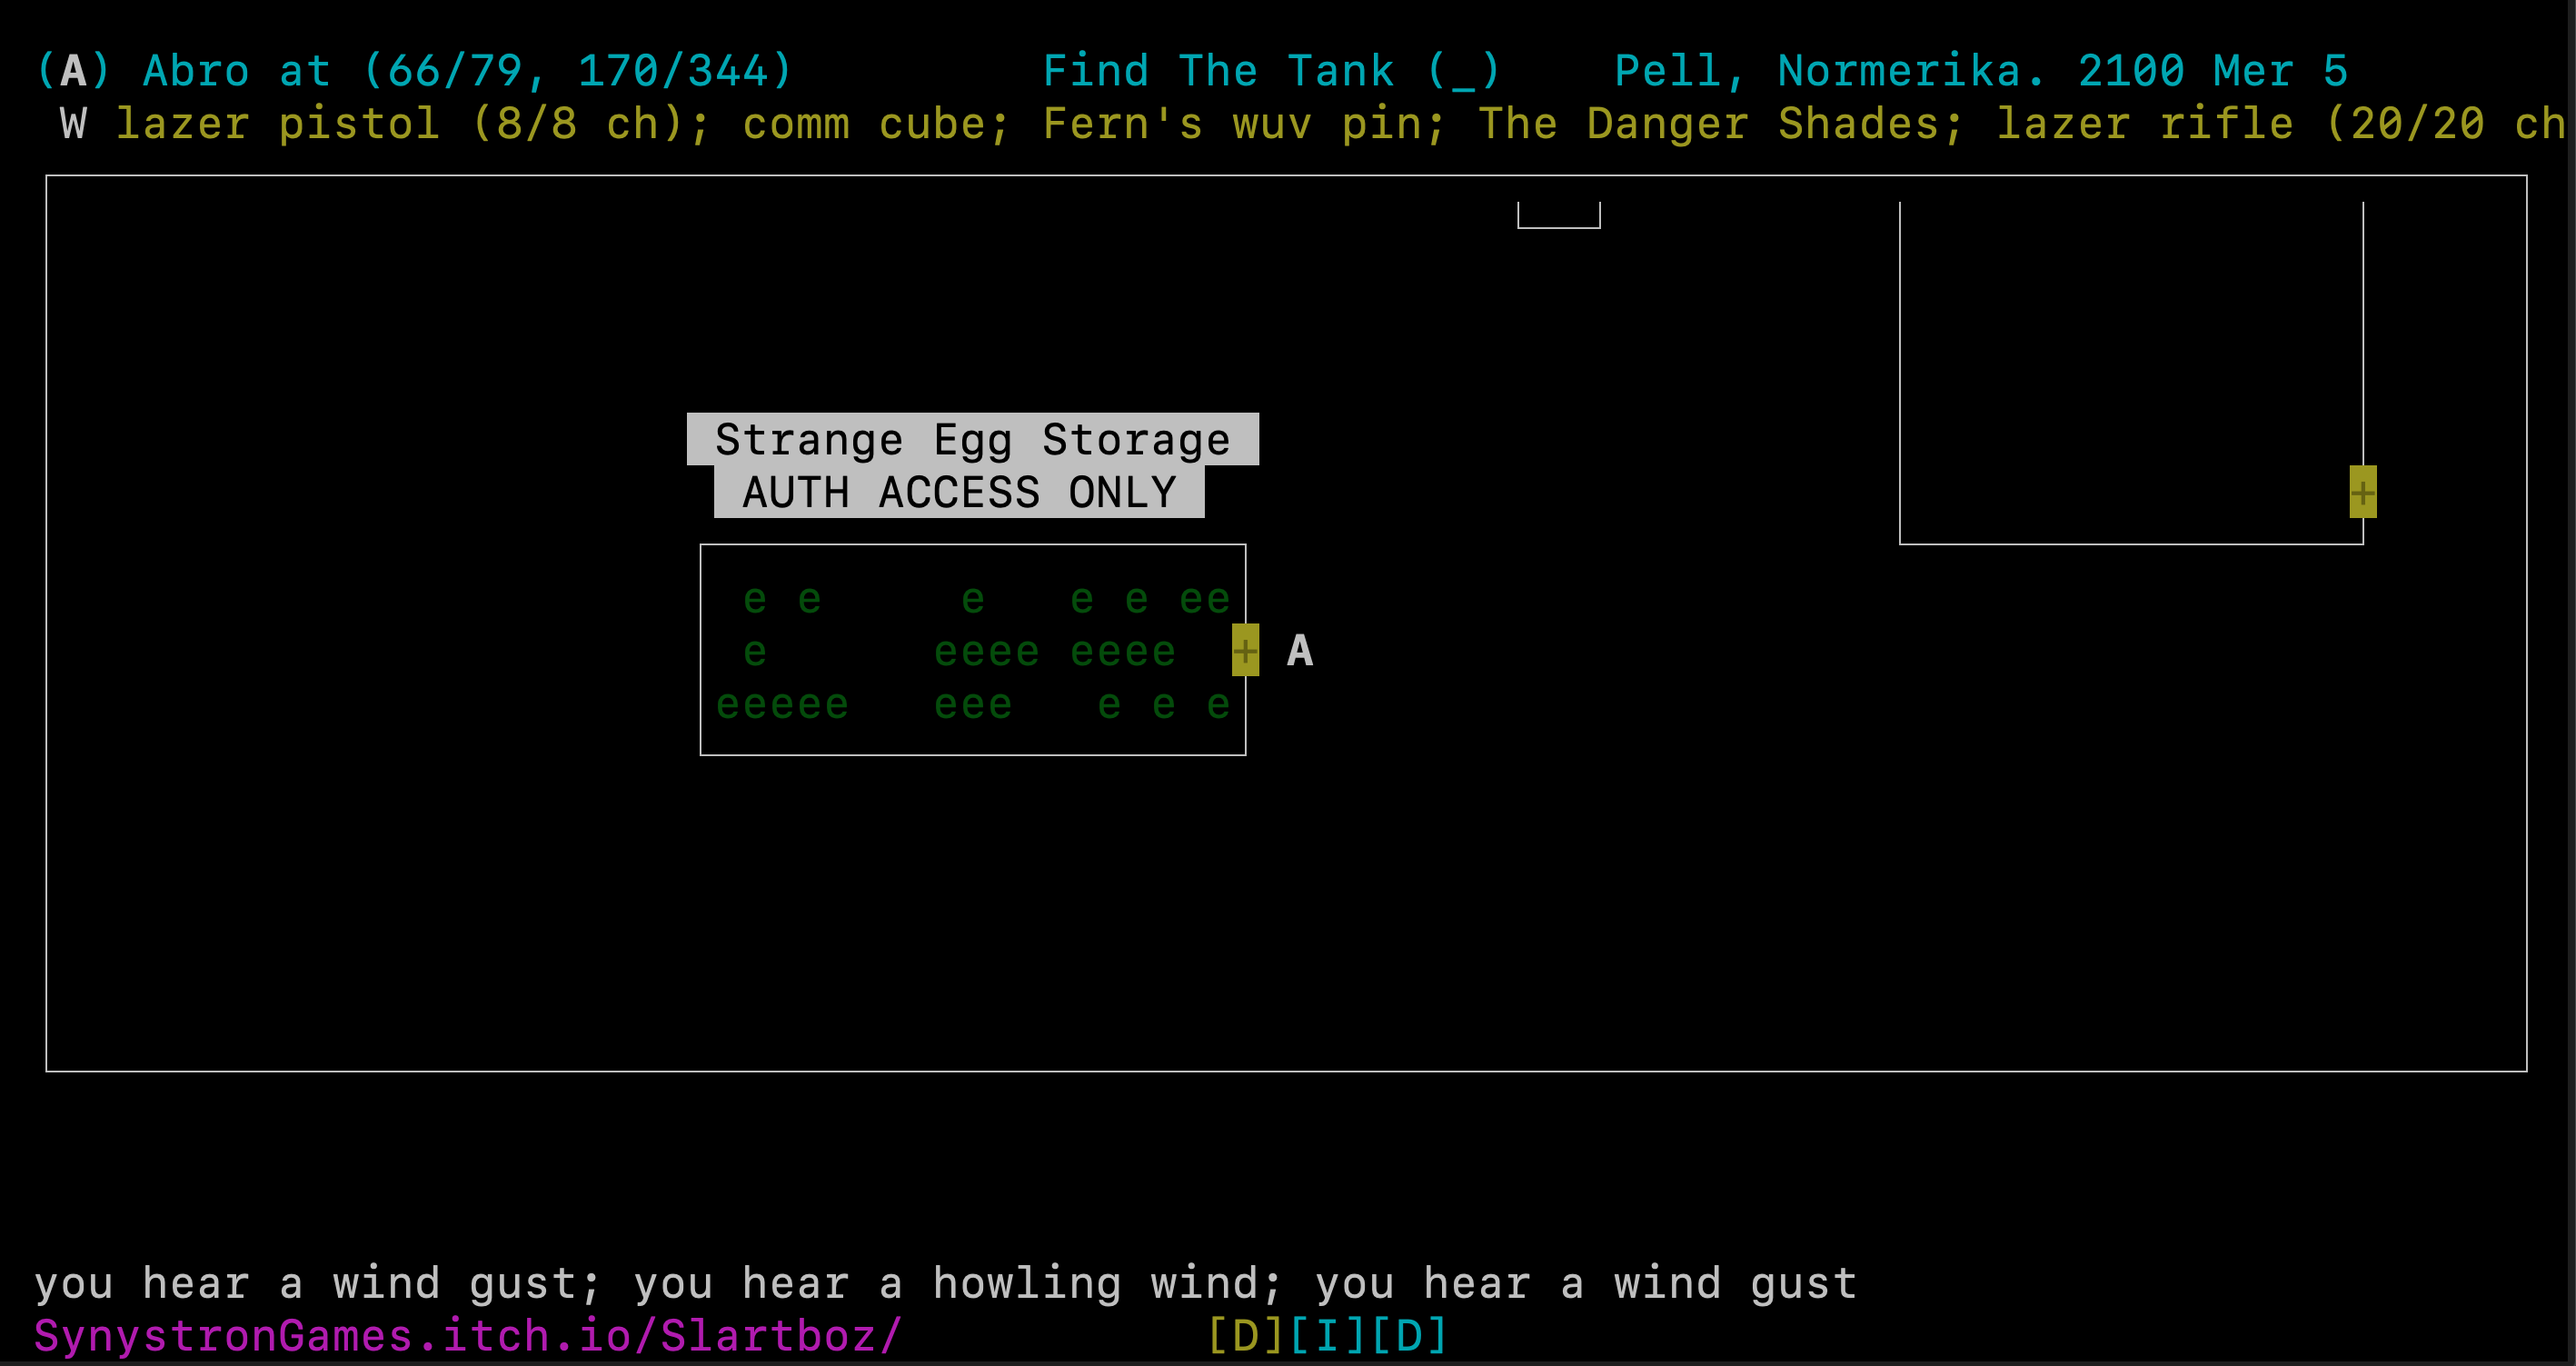 (A) Abro at (66/79, 170/344) Find The Tank (_) Pell, Normerika. 2100 Mer 5
W lazer pistol (8/8 ch); comm cube; Fern's wuv pin; The Danger Shades; lazer rifle (20/20 ch
Strange Egg Storage
AUTH ACCESS ONLY
+
e e e e e ee
e eeee eeee + A
eeeee eee e e e
you hear a wind gust; you hear a howling wind; you hear a wind gust
SynystronGames.itch.io/Slartboz/ [D][I][D]